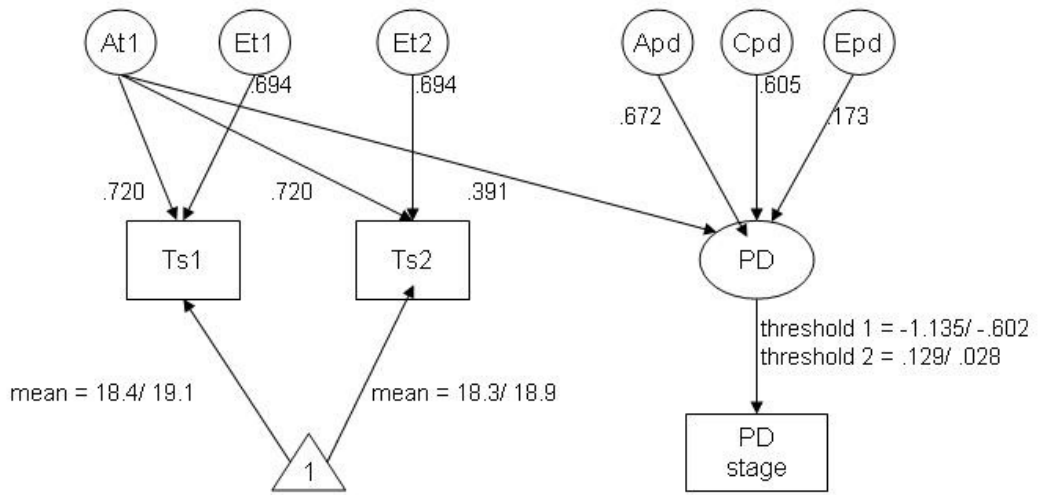 At1
Et1
Et2
Apd
Cpd
Epd
.694
.694
.605
.672
.173
.720
.720
.391
Ts1
Ts2
PD
threshold 1 = -1.135/ -.602
threshold 2 = .129/ .028
mean = 18.4/ 19.1
mean = 18.3/ 18.9
PD
stage
1